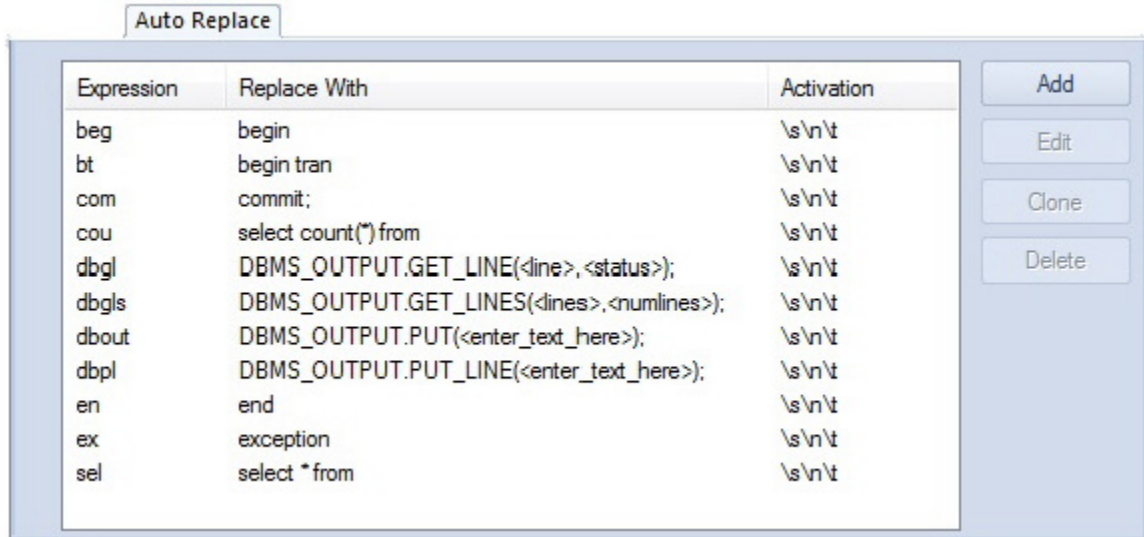 Auto Replace
Expression Replace With Activation
beg begin \s\n\t
bt begin tran \s\n\t
com commit; \s\n\t
cou select count(*) from \s\n\t
dbgl DBMS_OUTPUT.GET_LINE(<line>,<status>); \s\n\t
dbgls DBMS_OUTPUT.GET_LINES(<lines>,<numlines>); \s\n\t
dbout DBMS_OUTPUT.PUT(<enter_text_here>); \s\n\t
dbpl DBMS_OUTPUT.PUT_LINE(<enter_text_here>); \s\n\t
en end \s\n\t
ex exception \s\n\t
sel select * from \s\n\t
Add
Edit
Clone
Delete